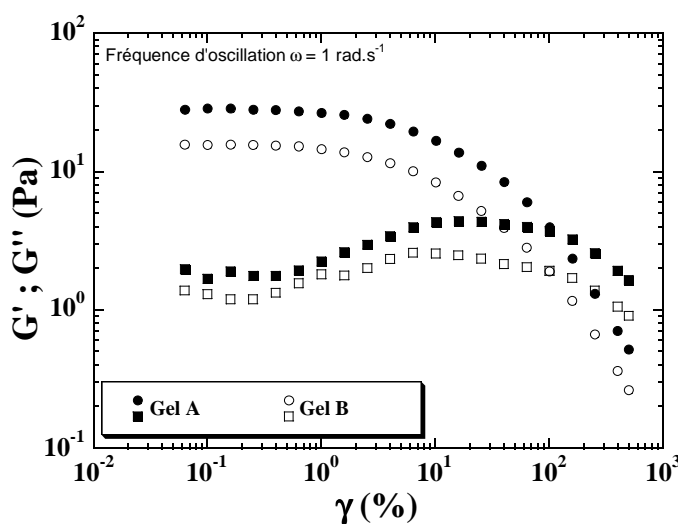 10²
Fréquence d'oscillation ω = 1 rad.s⁻¹
10¹
G' ; G'' (Pa)
10⁰
Gel A
Gel B
10⁻¹
10⁻² 10⁻¹ 10⁰ 10¹ 10² 10³
γ (%)